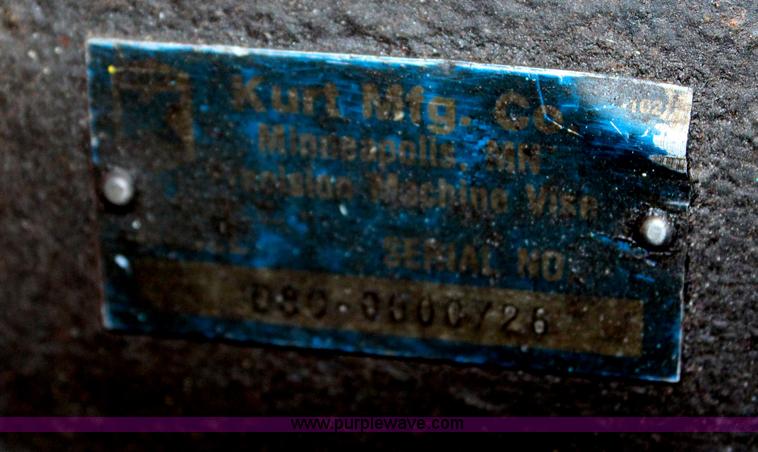 Kurt Mfg. Co
Minneapolis, MN
Precision Machine Vise
SERIAL NO
www.purplewave.com